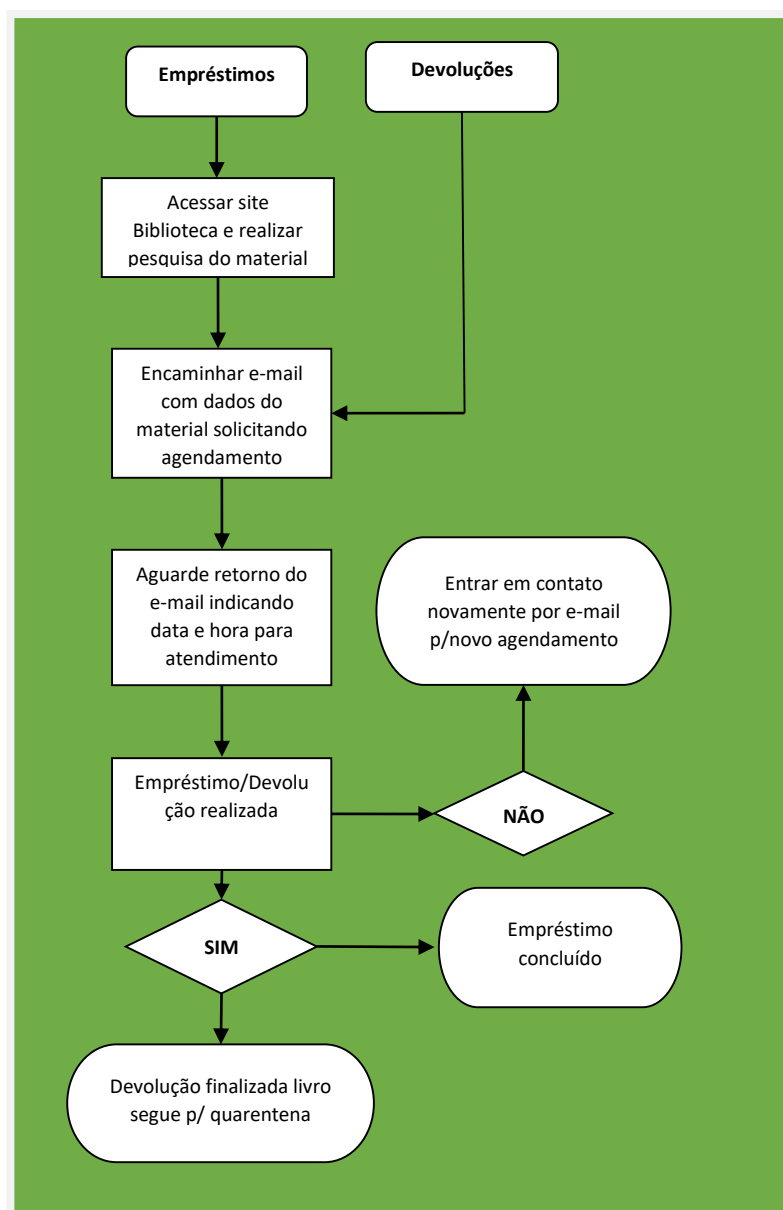 Empréstimos
Devoluções
Acessar site
Biblioteca e realizar
pesquisa do material
Encaminhar e-mail
com dados do
material solicitando
agendamento
Aguarde retorno do
e-mail indicando
data e hora para
atendimento
Entrar em contato
novamente por e-mail
p/novo agendamento
Empréstimo/Devolu
ção realizada
NÃO
SIM
Empréstimo
concluído
Devolução finalizada livro
segue p/ quarentena